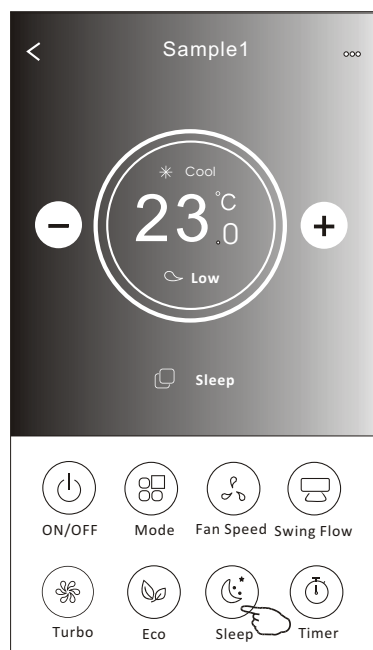 Sample1
Cool
23.0°C
Low
Sleep
ON/OFF Mode Fan Speed Swing Flow
Turbo Eco Sleep Timer